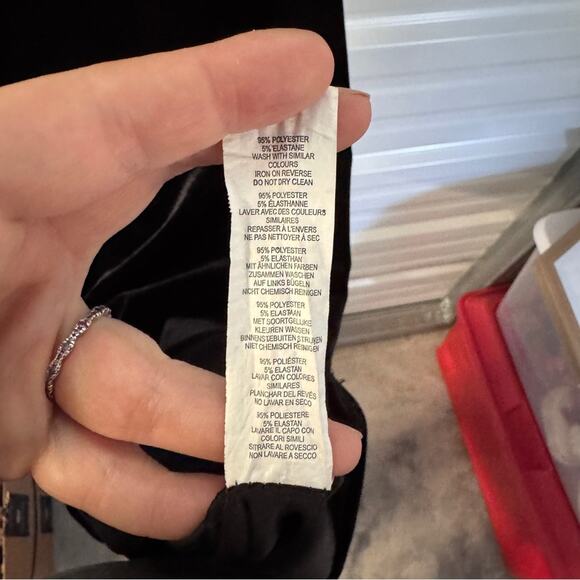 95% POLYESTER
5% ELASTANE
WASH WITH SIMILAR
COLOURS
IRON ON REVERSE
DO NOT DRY CLEAN
95% POLYESTER
5% ÉLASTHANNE
LAVER AVEC DES COULEURS
SIMILAIRES
REPASSER À L'ENVERS
NE PAS NETTOYER À SEC
95% POLYESTER
5% ELASTHAN
MIT ÄHNLICHEN FARBEN
ZUSAMMEN WASCHEN
AUF LINKS BÜGELN
NICHT CHEMISCH REINIGEN
95% POLYESTER
5% ELASTAAN
MET SOORTGELIJKE
KLEUREN WASSEN
BINNENSTEBUITEN STRIJKEN
NIET CHEMISCH REINIGEN
95% POLIÉSTER
5% ELASTAN
LAVAR CON COLORES
SIMILARES
PLANCHAR DEL REVÉS
NO LAVAR EN SECO
95% POLIESTERE
5% ELASTAN
LAVARE IL CAPO CON
COLORI SIMILI
STIRARE AL ROVESCIO
NON LAVARE A SECCO